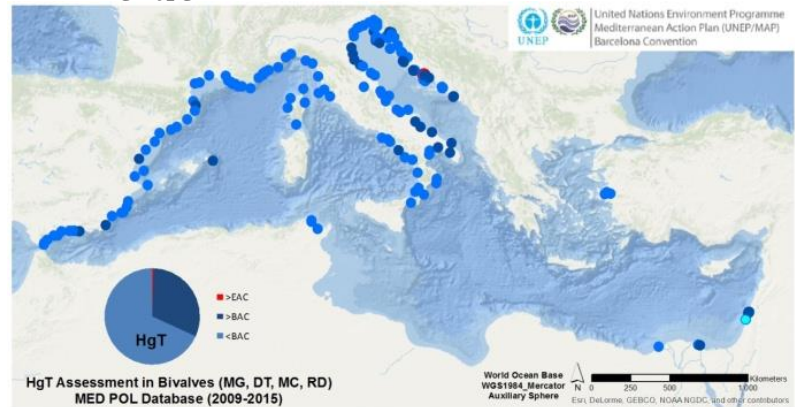 United Nations Environment Programme
Mediterranean Action Plan (UNEP/MAP)
Barcelona Convention
UNEP
>EAC
>BAC
<BAC
HgT
HgT Assessment in Bivalves (MG, DT, MC, RD)
MED POL Database (2009-2015)
World Ocean Base
WGS1984_Mercator
Auxiliary Sphere
N
Kilometers
0 250 500 1,000
Esri, DeLorme, GEBCO, NOAA NGDC, and other contributors